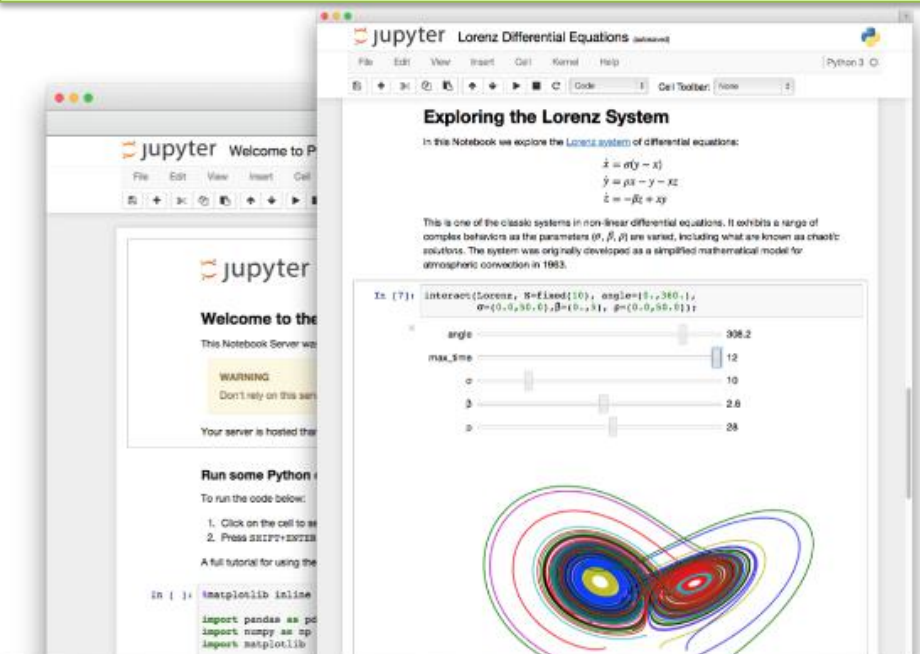 jupyter Lorenz Differential Equations (autosaved)
File Edit View Insert Cell Kernel Help Python 3
Code Cell Toolbar: None
Exploring the Lorenz System
In this Notebook we explore the Lorenz system of differential equations:
ẋ = σ(y − x)
ẏ = ρx − y − xz
ż = −βz + xy
This is one of the classic systems in non-linear differential equations. It exhibits a range of
complex behaviors as the parameters (σ, β, ρ) are varied, including what are known as chaotic
solutions. The system was originally developed as a simplified mathematical model for
atmospheric convection in 1963.
In [7]: interact(Lorenz, N=fixed(10), angle=(0.,360.),
σ=(0.0,50.0),β=(0.,5), ρ=(0.0,50.0));
angle 308.2
max_time 12
σ 10
β 2.6
ρ 28
jupyter Welcome to P
File Edit View Insert Cell
jupyter
Welcome to the
This Notebook Server was
WARNING
Don't rely on this serv
Your server is hosted than
Run some Python
To run the code below:
1. Click on the cell to se
2. Press SHIFT+ENTER
A full tutorial for using the
In [ ]: %matplotlib inline
import pandas as pd
import numpy as np
import matplotlib